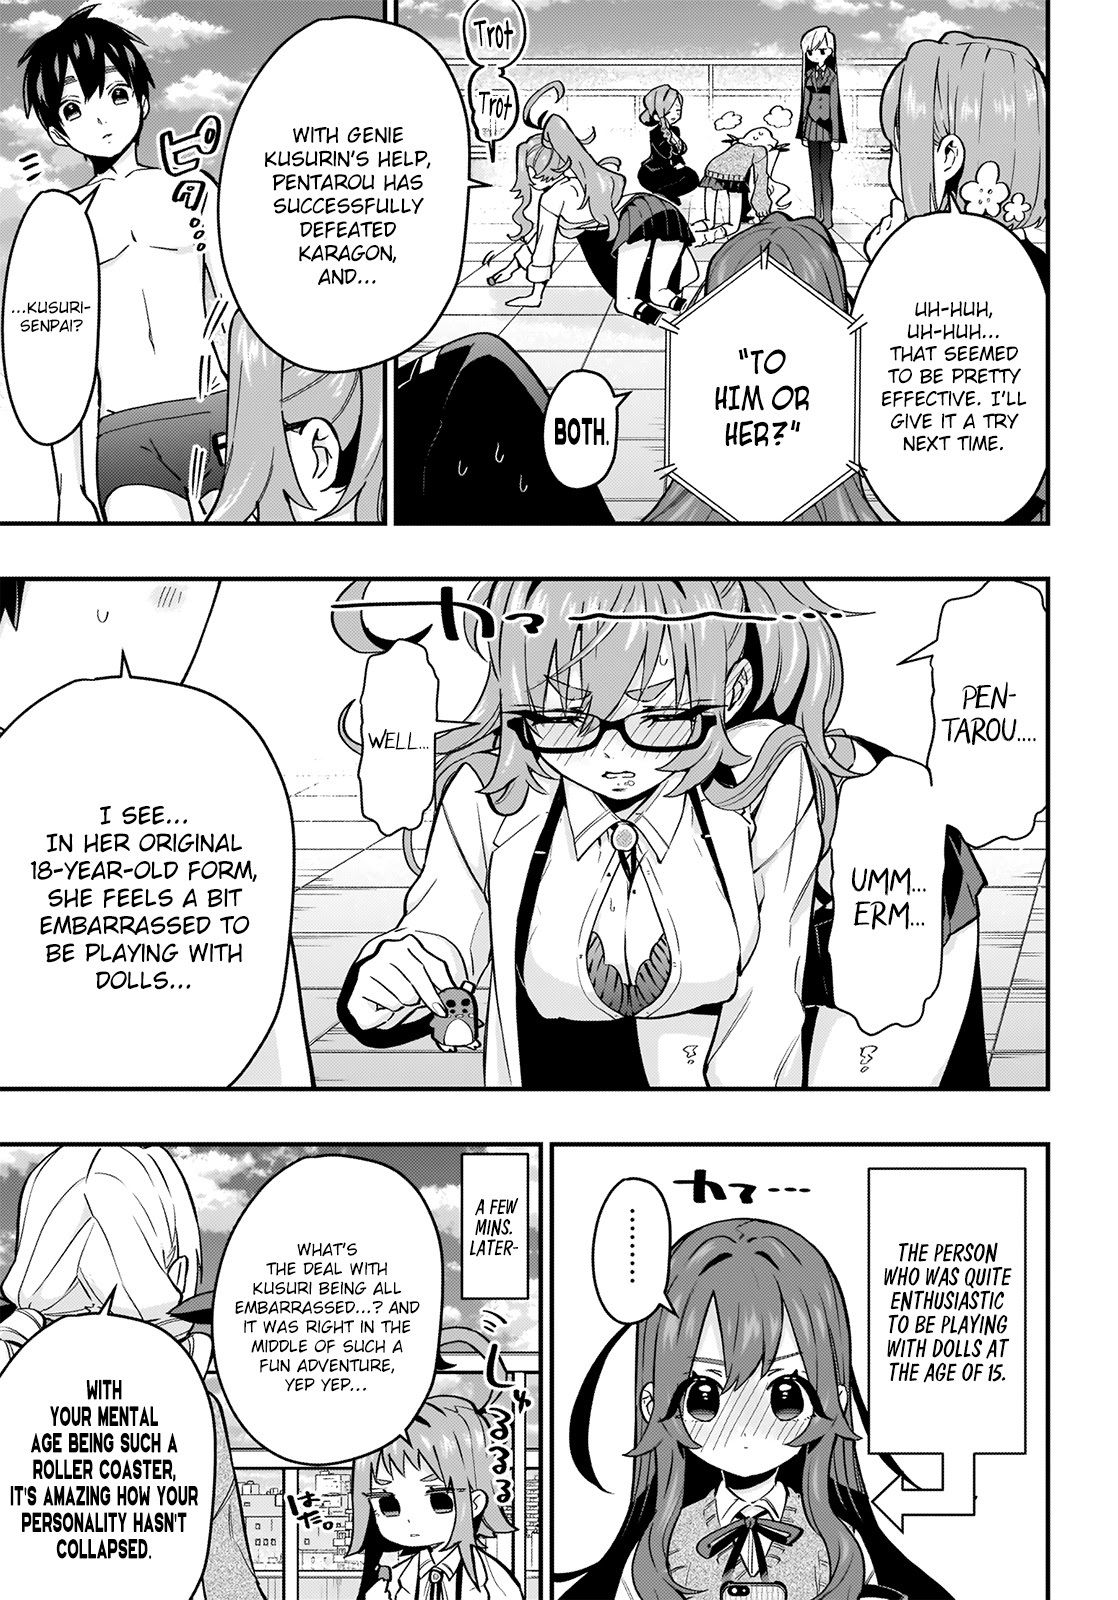 Trot
Trot
UH-HUH,
UH-HUH...
THAT SEEMED
TO BE PRETTY
EFFECTIVE. I'LL
GIVE IT A TRY
NEXT TIME.
"TO
HIM OR
HER?"
BOTH.
WITH GENIE
KUSURIN'S HELP,
PENTAROU HAS
SUCCESSFULLY
DEFEATED
KARAGON,
AND...
ピタ
...KUSURI-
SENPAI?
PEN-
TAROU....
UMM...
ERM...
WELL...
カァ
I SEE...
IN HER ORIGINAL
18-YEAR-OLD FORM,
SHE FEELS A BIT
EMBARRASSED TO
BE PLAYING WITH
DOLLS...
THE PERSON
WHO WAS QUITE
ENTHUSIASTIC
TO BE PLAYING
WITH DOLLS AT
THE AGE OF 15.
カァ...
........
A FEW
MINS.
LATER-
WHAT'S
THE DEAL WITH
KUSURI BEING ALL
EMBARRASSED...? AND
IT WAS RIGHT IN THE
MIDDLE OF SUCH A
FUN ADVENTURE,
YEP YEP...
しゅるるるる
はた。
WITH
YOUR MENTAL
AGE BEING SUCH A
ROLLER COASTER,
IT'S AMAZING HOW YOUR
PERSONALITY HASN'T
COLLAPSED.